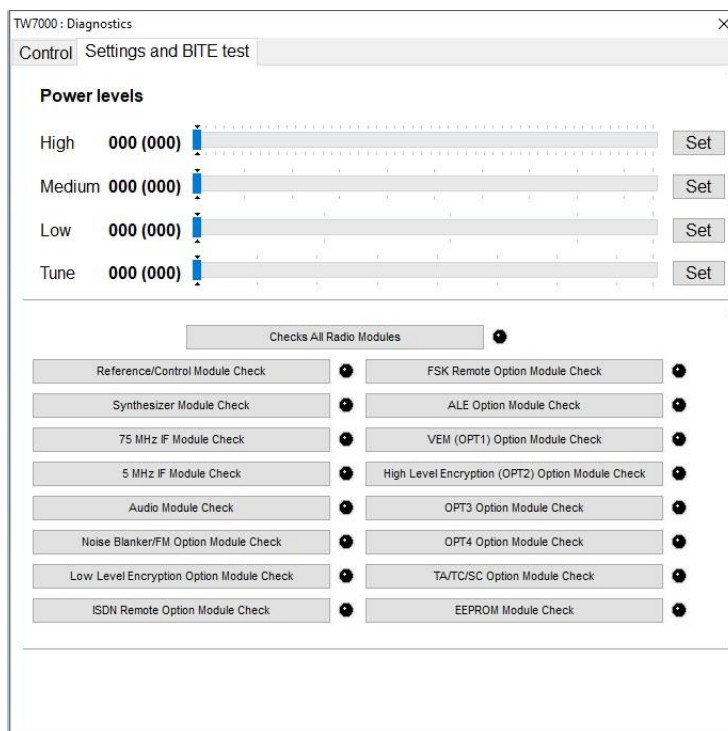 TW7000 : Diagnostics
Control Settings and BITE test
Power levels
High 000 (000) Set
Medium 000 (000) Set
Low 000 (000) Set
Tune 000 (000) Set
Checks All Radio Modules
Reference/Control Module Check FSK Remote Option Module Check
Synthesizer Module Check ALE Option Module Check
75 MHz IF Module Check VEM (OPT1) Option Module Check
5 MHz IF Module Check High Level Encryption (OPT2) Option Module Check
Audio Module Check OPT3 Option Module Check
Noise Blanker/FM Option Module Check OPT4 Option Module Check
Low Level Encryption Option Module Check TA/TC/SC Option Module Check
ISDN Remote Option Module Check EEPROM Module Check